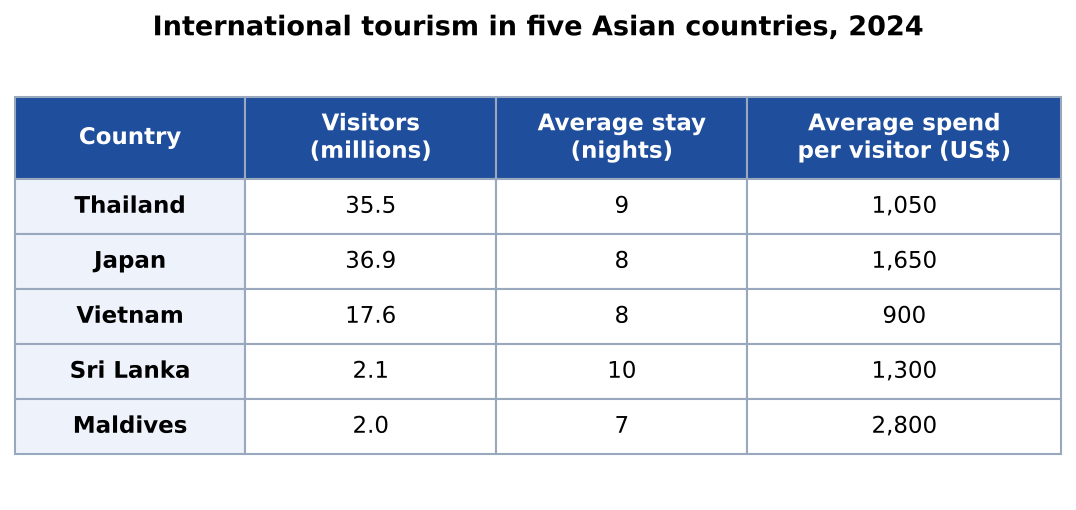 International tourism in five Asian countries, 2024
Country Visitors (millions) Average stay (nights) Average spend per visitor (US$)
Thailand 35.5 9 1,050
Japan 36.9 8 1,650
Vietnam 17.6 8 900
Sri Lanka 2.1 10 1,300
Maldives 2.0 7 2,800